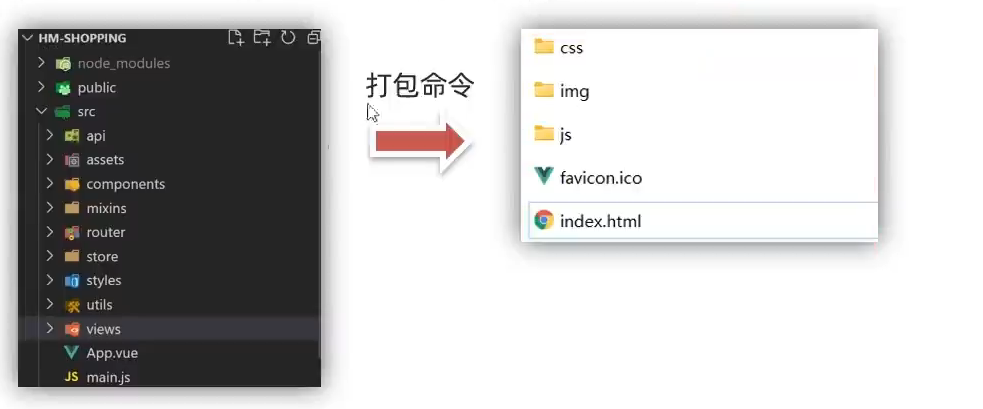 HM-SHOPPING
node_modules
public
src
api
assets
components
mixins
router
store
styles
utils
views
App.vue
JS main.js
打包命令
css
img
js
favicon.ico
index.html